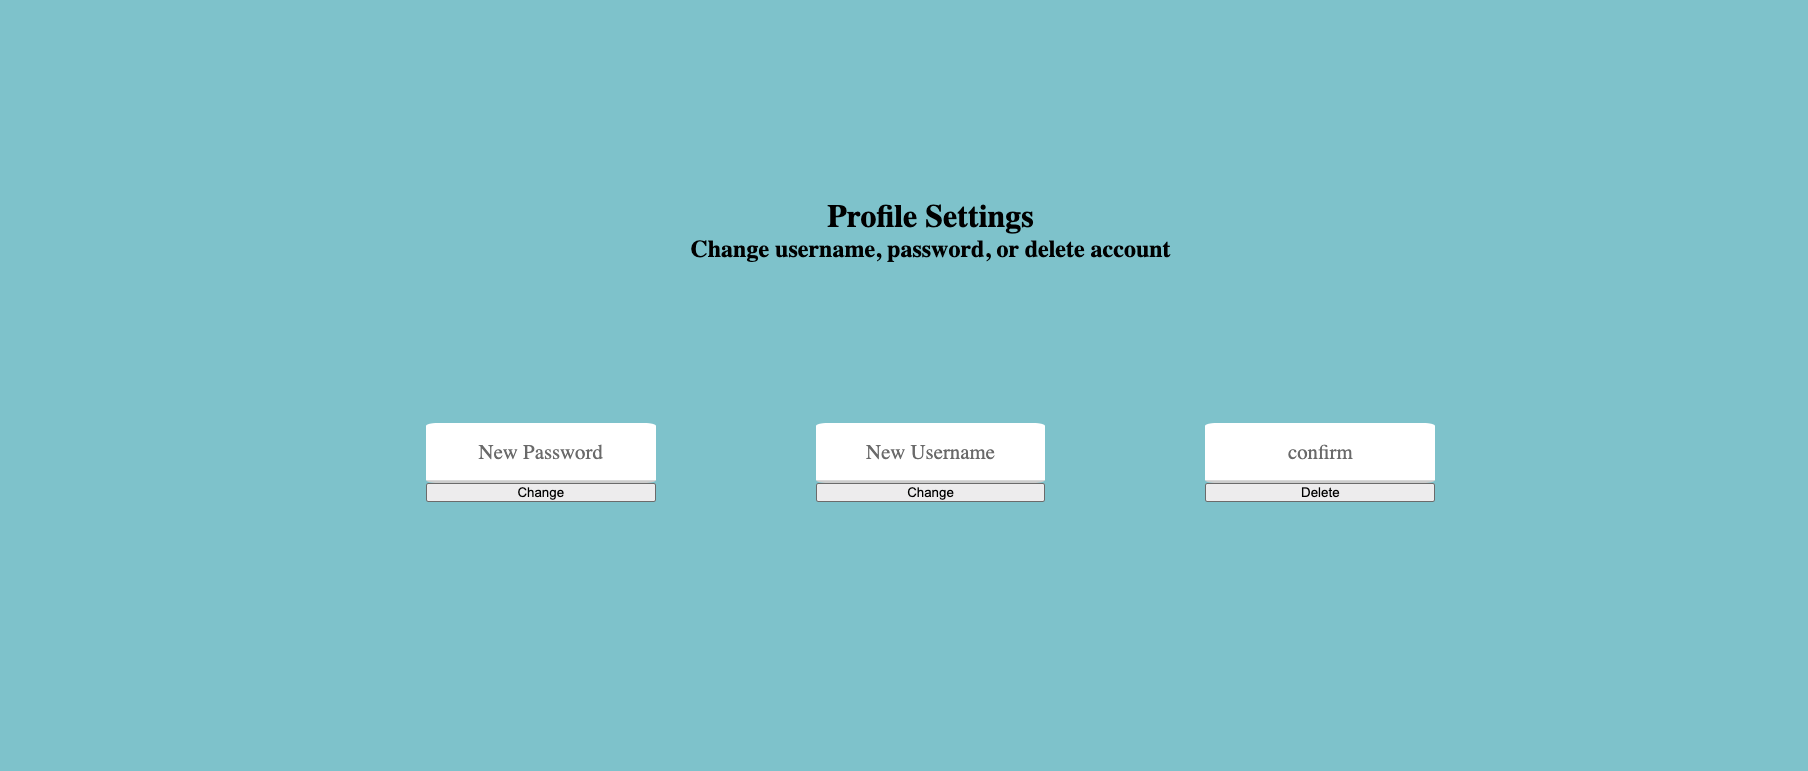 Profile Settings
Change username, password, or delete account
New Password
New Username
confirm
Change
Change
Delete